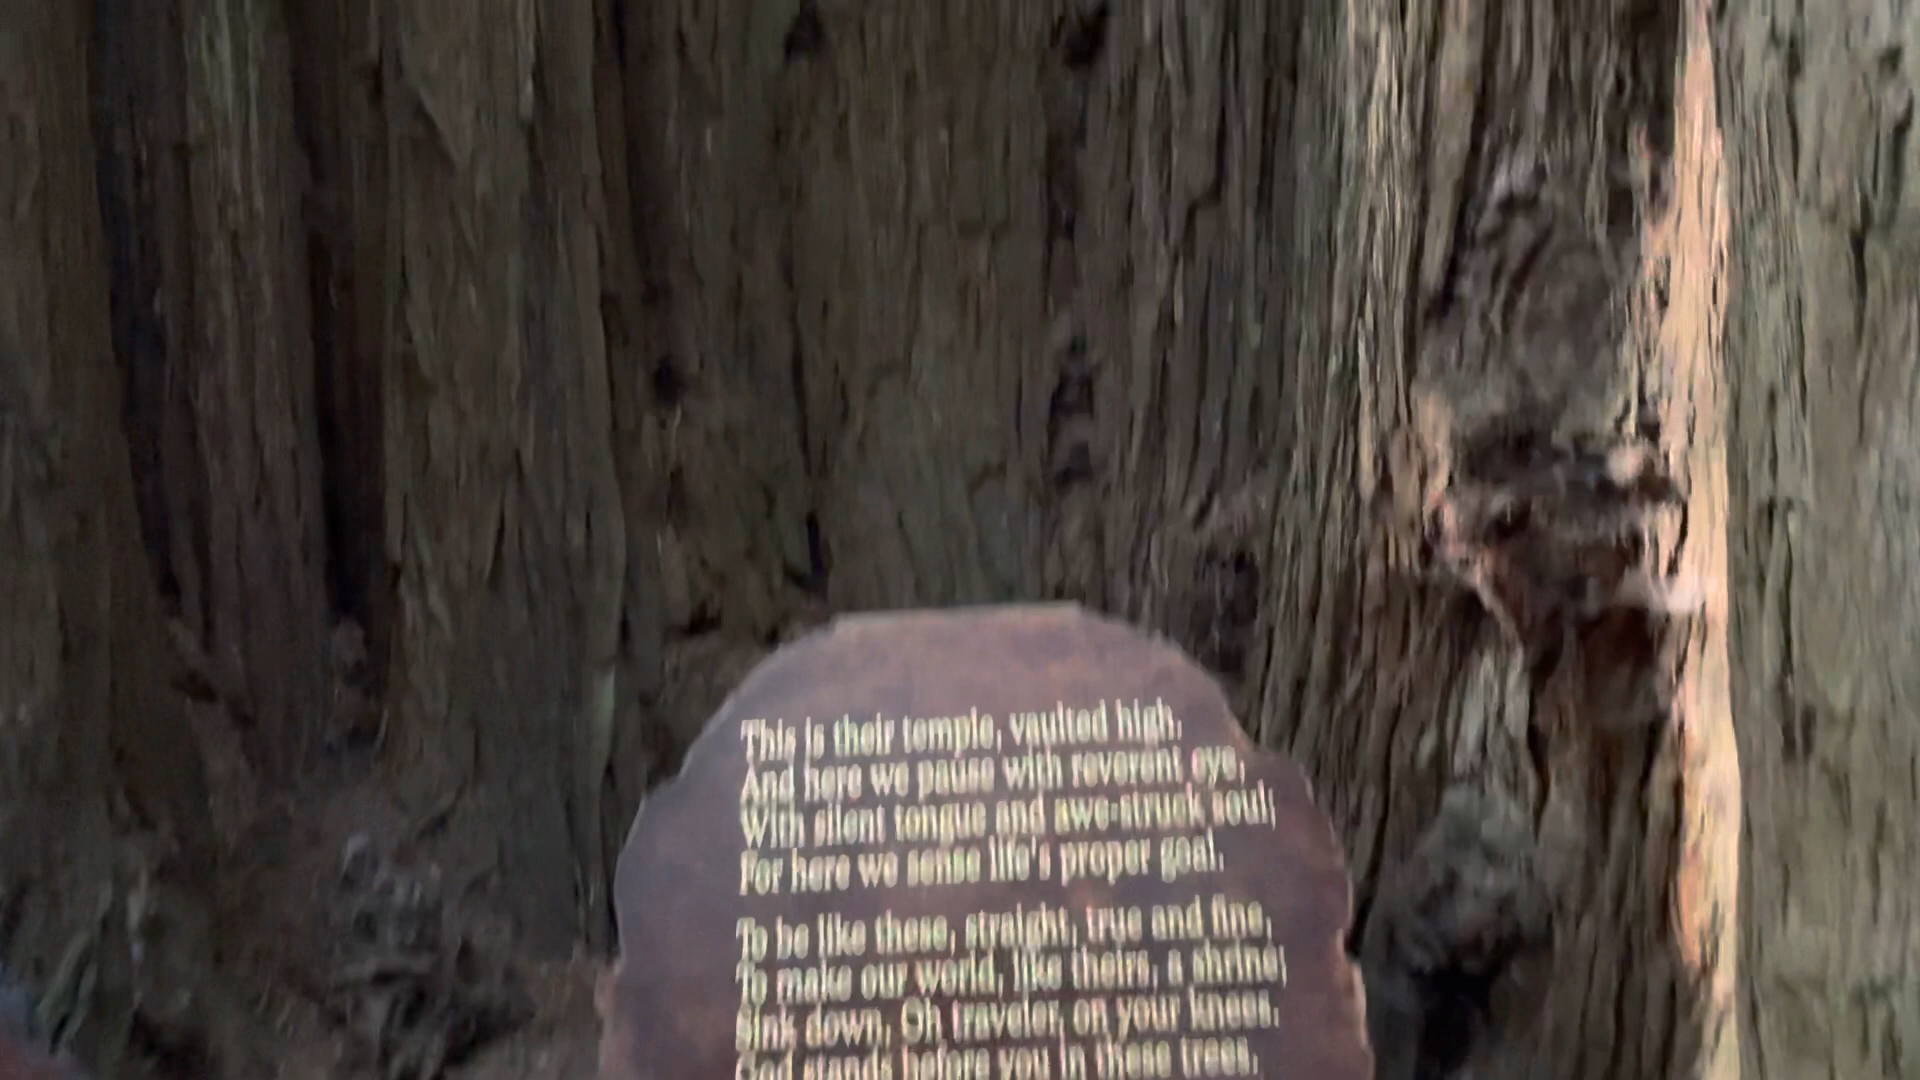 This is their temple, vaulted high,
And here we pause with reverent eye,
With silent tongue and awe-struck soul;
For here we sense life's proper goal.
To be like these, straight, true and fine,
To make our world, like theirs, a shrine;
Sink down, Oh traveler, on your knees,
God stands before you in these trees.